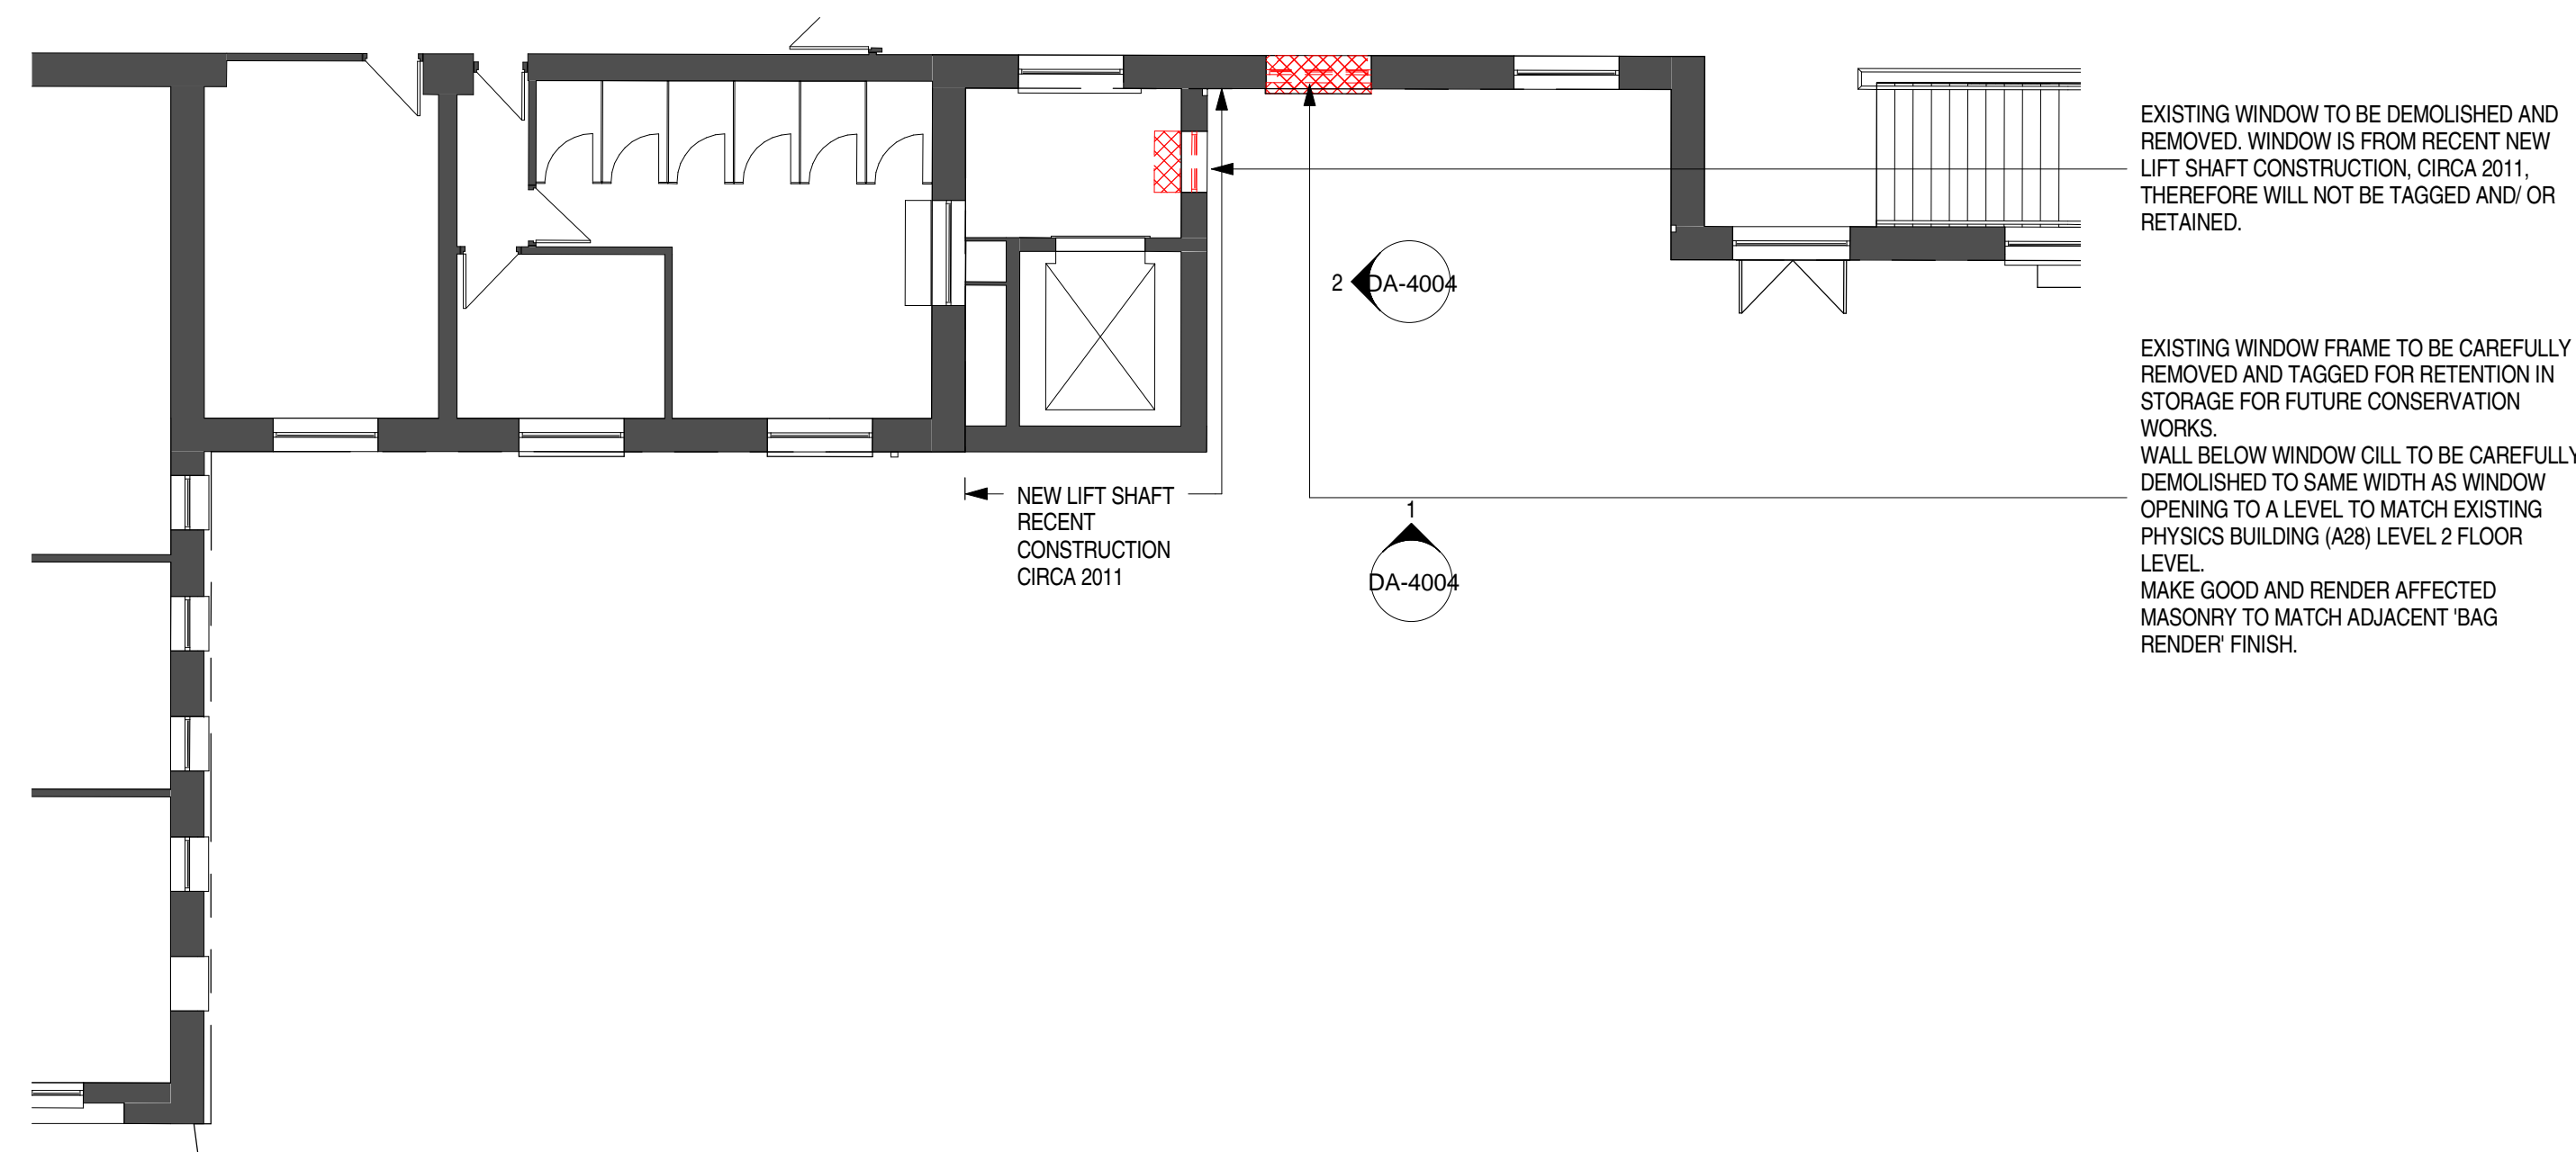 EXISTING WINDOW TO BE DEMOLISHED AND
REMOVED. WINDOW IS FROM RECENT NEW
LIFT SHAFT CONSTRUCTION, CIRCA 2011,
THEREFORE WILL NOT BE TAGGED AND/ OR
RETAINED.
2
DA-4004
EXISTING WINDOW FRAME TO BE CAREFULLY
REMOVED AND TAGGED FOR RETENTION IN
STORAGE FOR FUTURE CONSERVATION
WORKS.
WALL BELOW WINDOW CILL TO BE CAREFULLY
DEMOLISHED TO SAME WIDTH AS WINDOW
OPENING TO A LEVEL TO MATCH EXISTING
PHYSICS BUILDING (A28) LEVEL 2 FLOOR
LEVEL.
MAKE GOOD AND RENDER AFFECTED
MASONRY TO MATCH ADJACENT 'BAG
RENDER' FINISH.
NEW LIFT SHAFT
RECENT
CONSTRUCTION
CIRCA 2011
1
DA-4004